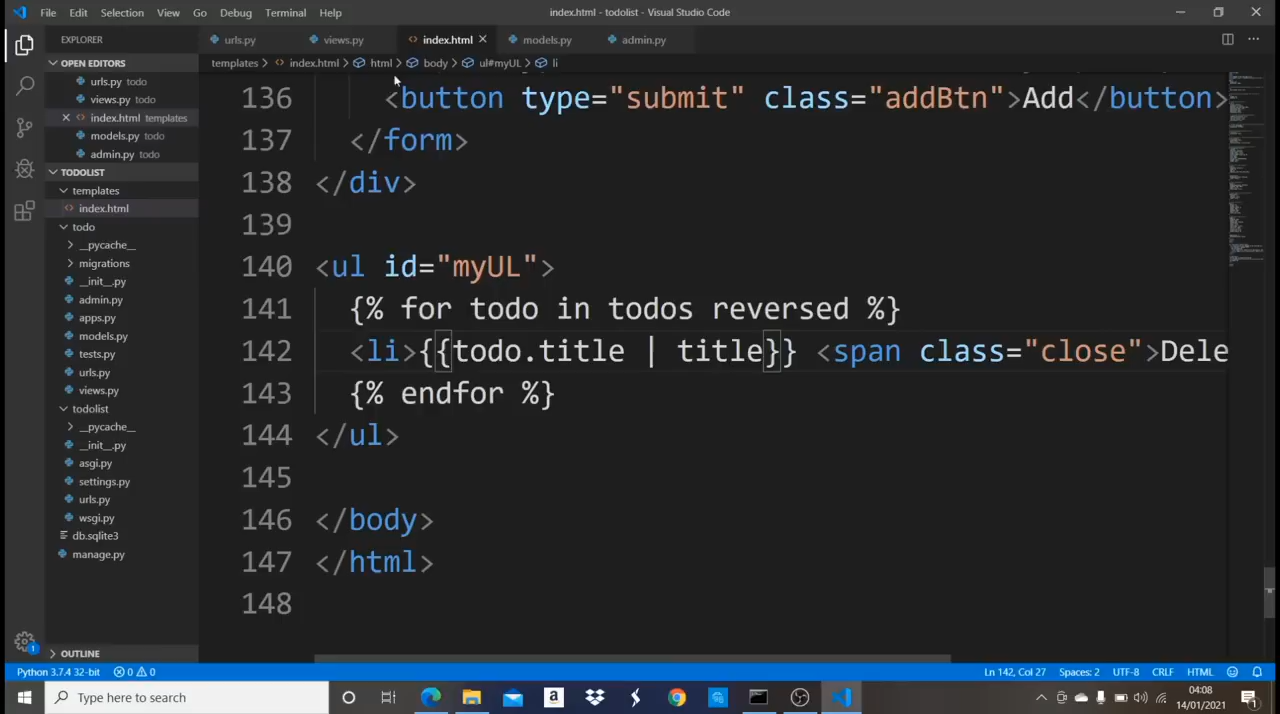 File Edit Selection View Go Debug Terminal Help index.html - todolist - Visual Studio Code
EXPLORER
OPEN EDITORS
urls.py todo
views.py todo
index.html templates
models.py todo
admin.py todo
TODOLIST
templates
index.html
todo
__pycache__
migrations
__init__.py
admin.py
apps.py
models.py
tests.py
urls.py
views.py
todolist
__pycache__
__init__.py
asgi.py
settings.py
urls.py
wsgi.py
db.sqlite3
manage.py
OUTLINE
urls.py views.py index.html models.py admin.py
templates > index.html > html > body > ul#myUL > li
136 <button type="submit" class="addBtn">Add</button>
137 </form>
138 </div>
139
140 <ul id="myUL">
141 {% for todo in todos reversed %}
142 <li>{{todo.title | title}} <span class="close">Dele
143 {% endfor %}
144 </ul>
145
146 </body>
147 </html>
148
Python 3.7.4 32-bit 0 0 Ln 142, Col 27 Spaces: 2 UTF-8 CRLF HTML
1
Type here to search
04:08
14/01/2021
1